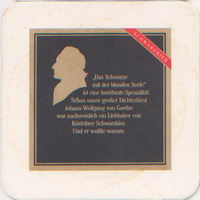 SCHWARZBIER
„Das Schwarze
mit der blonden Seele"
ist eine berühmte Spezialität.
Schon unser großer Dichterfürst
Johann Wolfgang von Goethe
war nachweislich ein Liebhaber von
Köstritzer Schwarzbier.
Und er wußte warum.